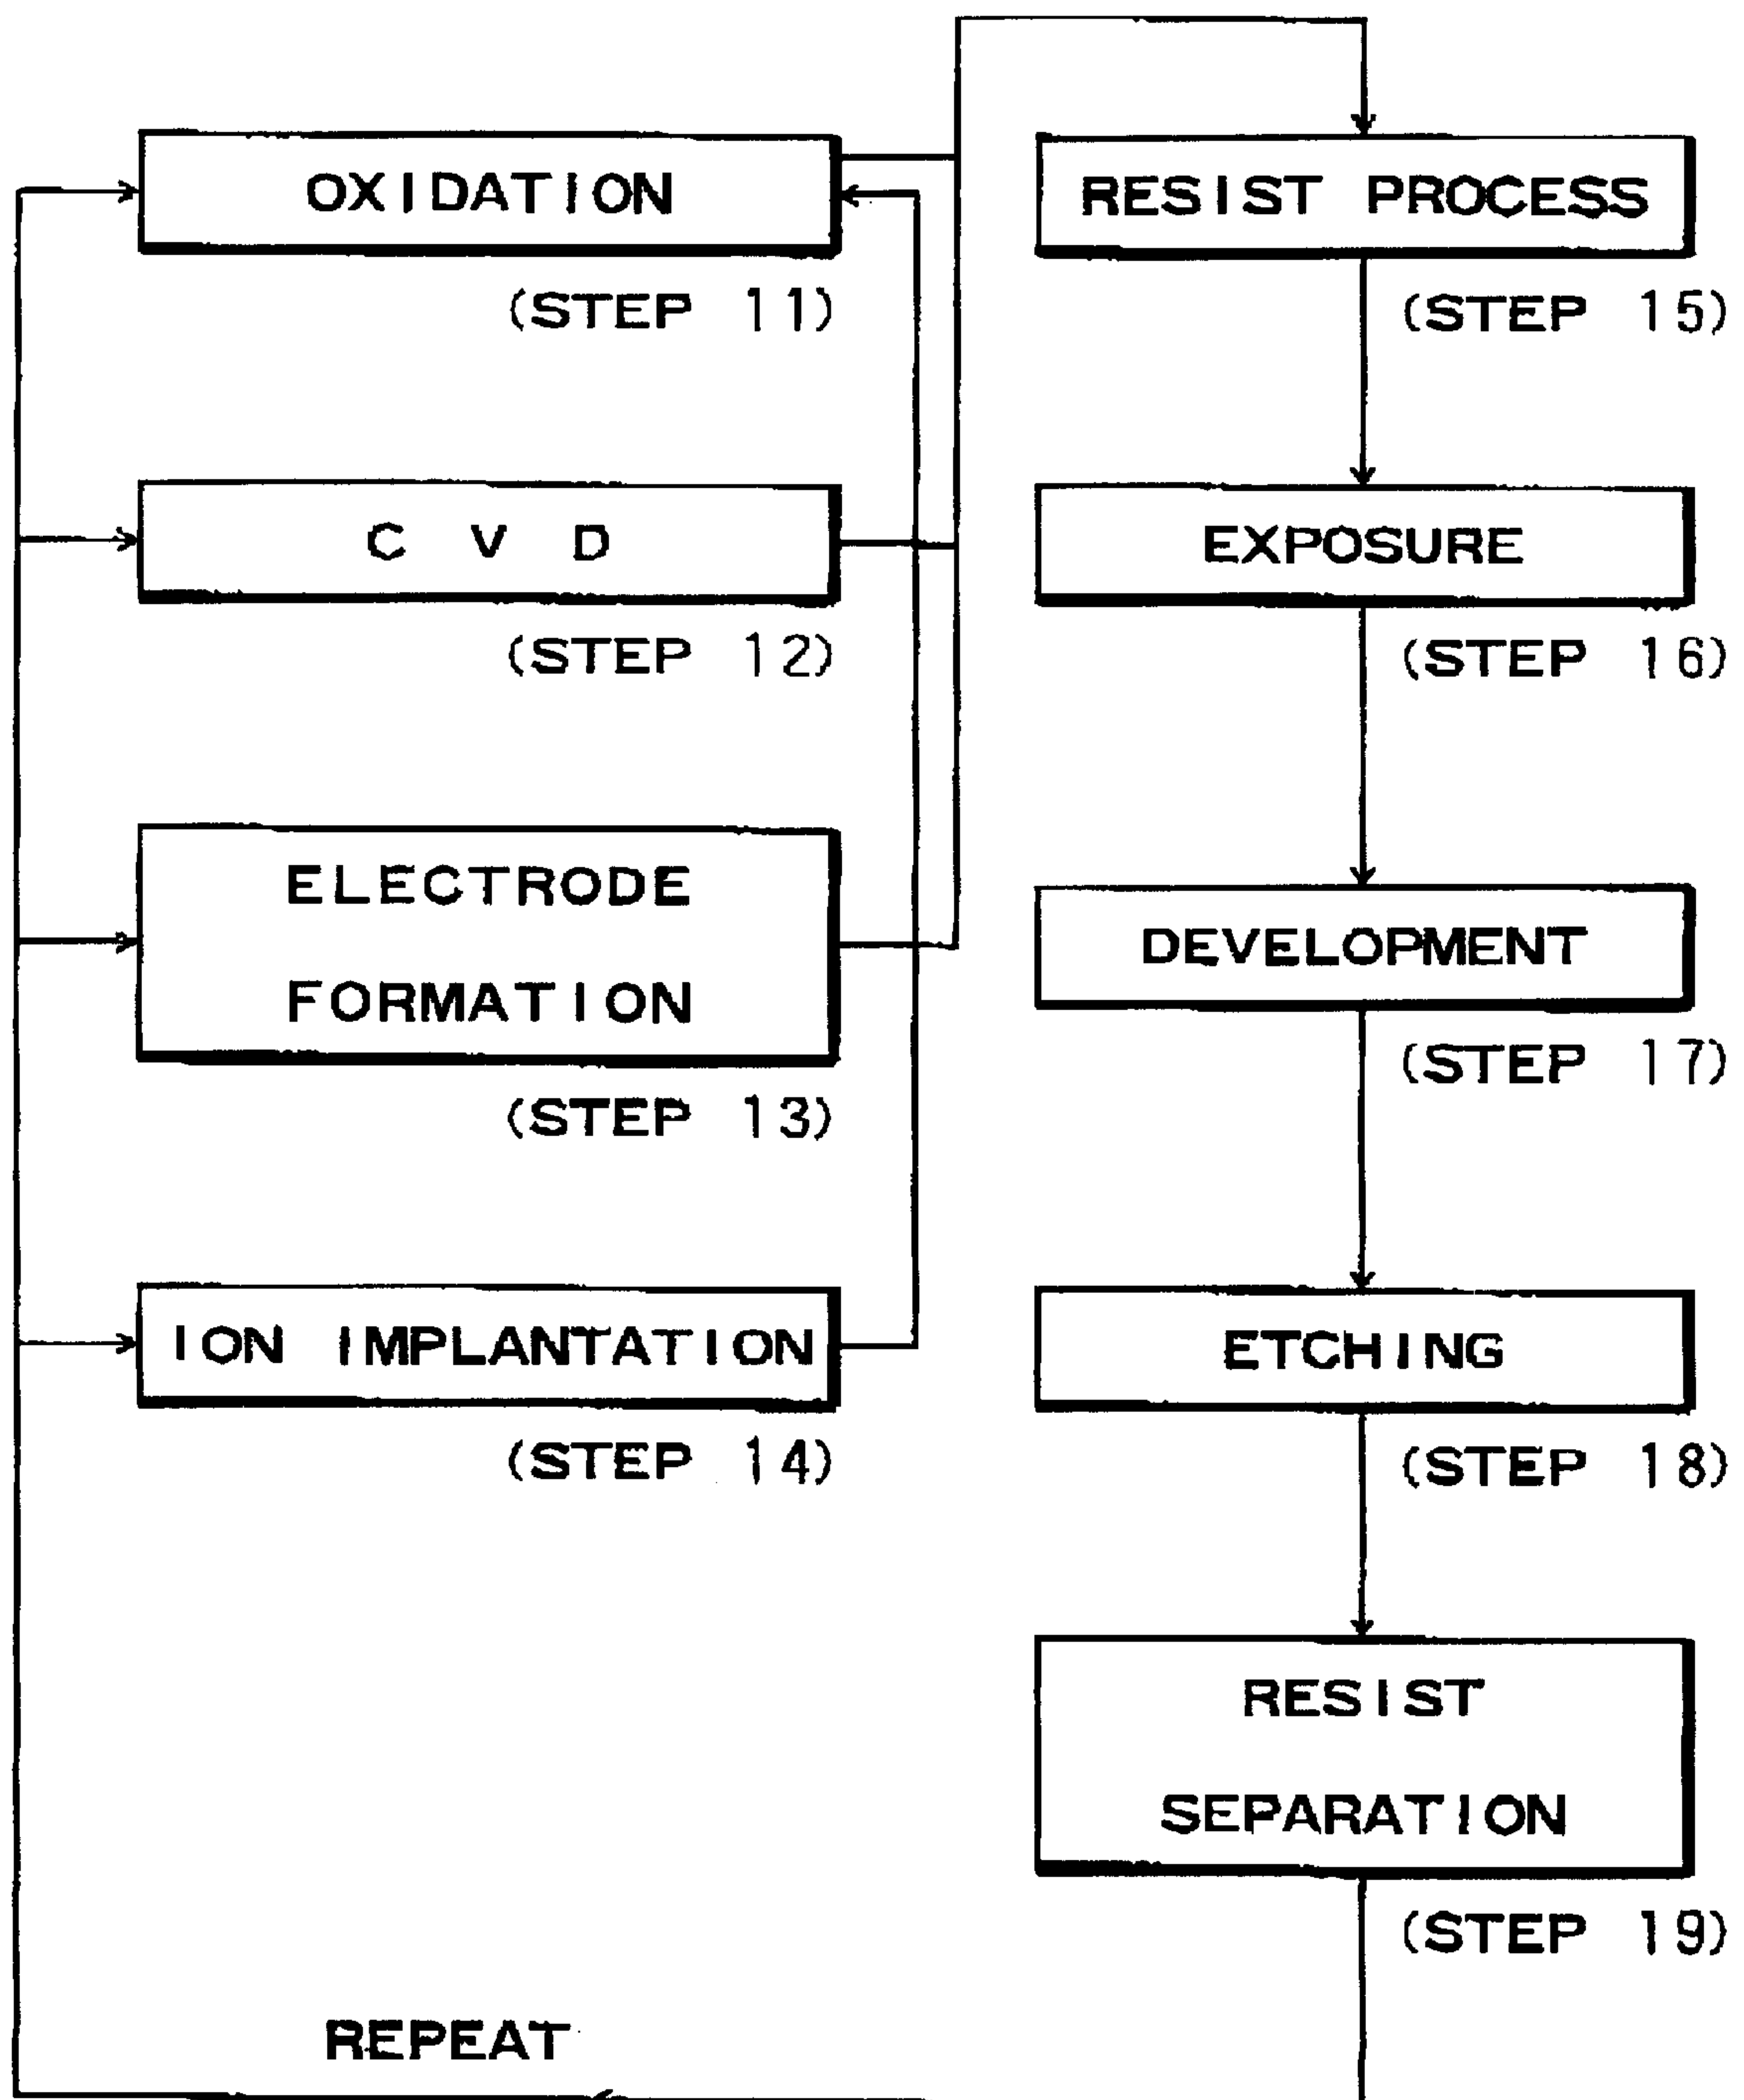 OXIDATION
(STEP 11)
C V D
(STEP 12)
ELECTRODE
FORMATION
(STEP 13)
ION IMPLANTATION
(STEP 14)
RESIST PROCESS
(STEP 15)
EXPOSURE
(STEP 16)
DEVELOPMENT
(STEP 17)
ETCHING
(STEP 18)
RESIST
SEPARATION
(STEP 19)
REPEAT